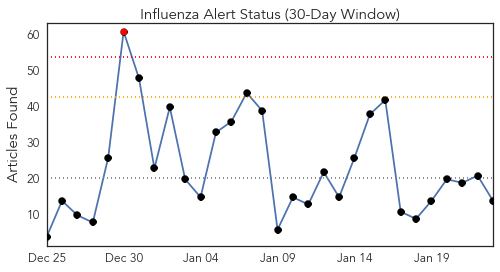 Influenza Alert Status (30-Day Window)
Articles Found
60
50
40
30
20
10
Dec 25 Dec 30 Jan 04 Jan 09 Jan 14 Jan 19